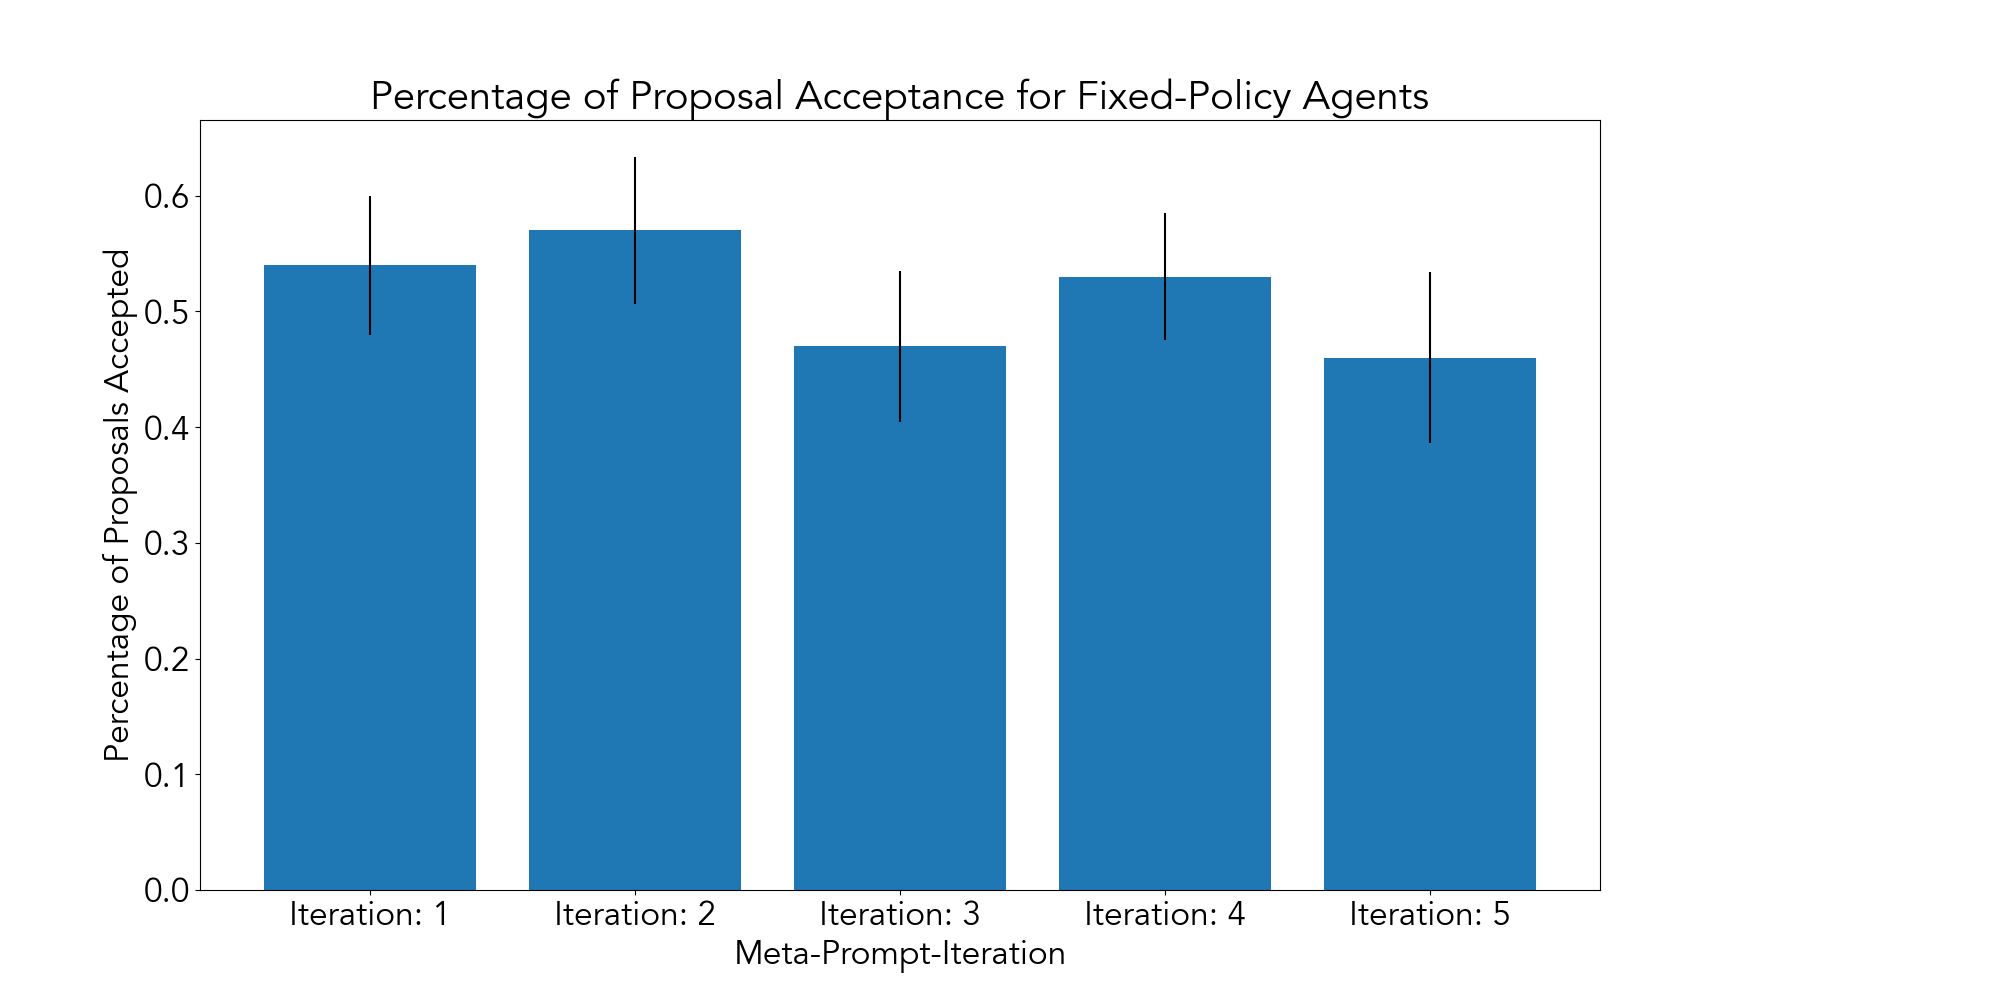 Percentage of Proposal Acceptance for Fixed-Policy Agents
Percentage of Proposals Accepted
0.6
0.5
0.4
0.3
0.2
0.1
0.0
Iteration: 1
Iteration: 2
Iteration: 3
Iteration: 4
Iteration: 5
Meta-Prompt-Iteration